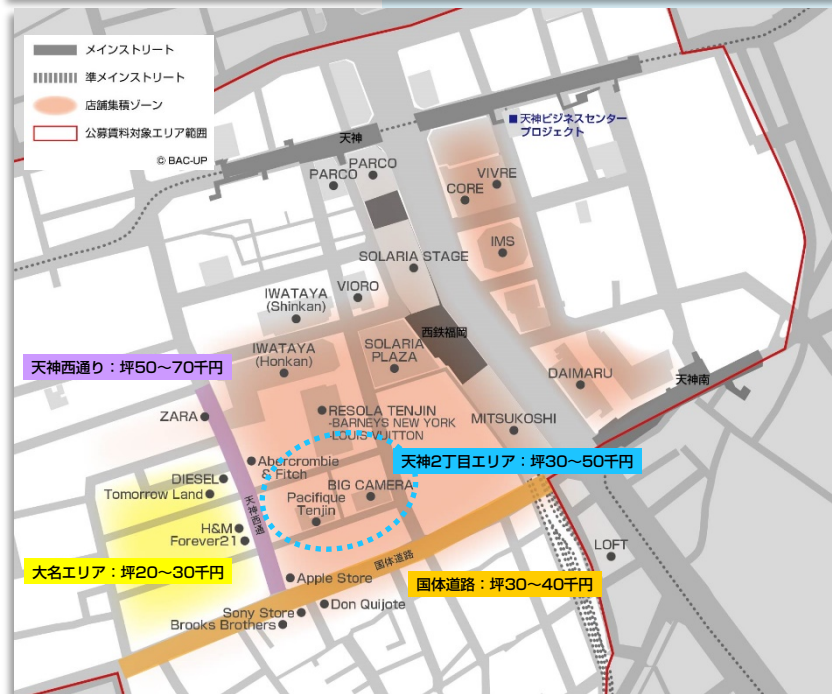 メインストリート
準メインストリート
店舗集積ゾーン
公募賃料対象エリア範囲
© BAC-UP
天神
■天神ビジネスセンター
プロジェクト
PARCO
PARCO
VIVRE
CORE
IMS
SOLARIA STAGE
VIORO
IWATAYA
(Shinkan)
西鉄福岡
SOLARIA
PLAZA
IWATAYA
(Honkan)
天神西通り：坪50～70千円
DAIMARU
天神南
ZARA
RESOLA TENJIN
-BARNEYS NEW YORK
-LOUIS VUITTON
MITSUKOSHI
天神2丁目エリア：坪30～50千円
Abercrombie
& Fitch
DIESEL
Tomorrow Land
BIG CAMERA
Pacifique
Tenjin
天神西通
H&M
Forever21
LOFT
国体道路
大名エリア：坪20～30千円
国体道路：坪30～40千円
Apple Store
Don Quijote
Sony Store
Brooks Brothers